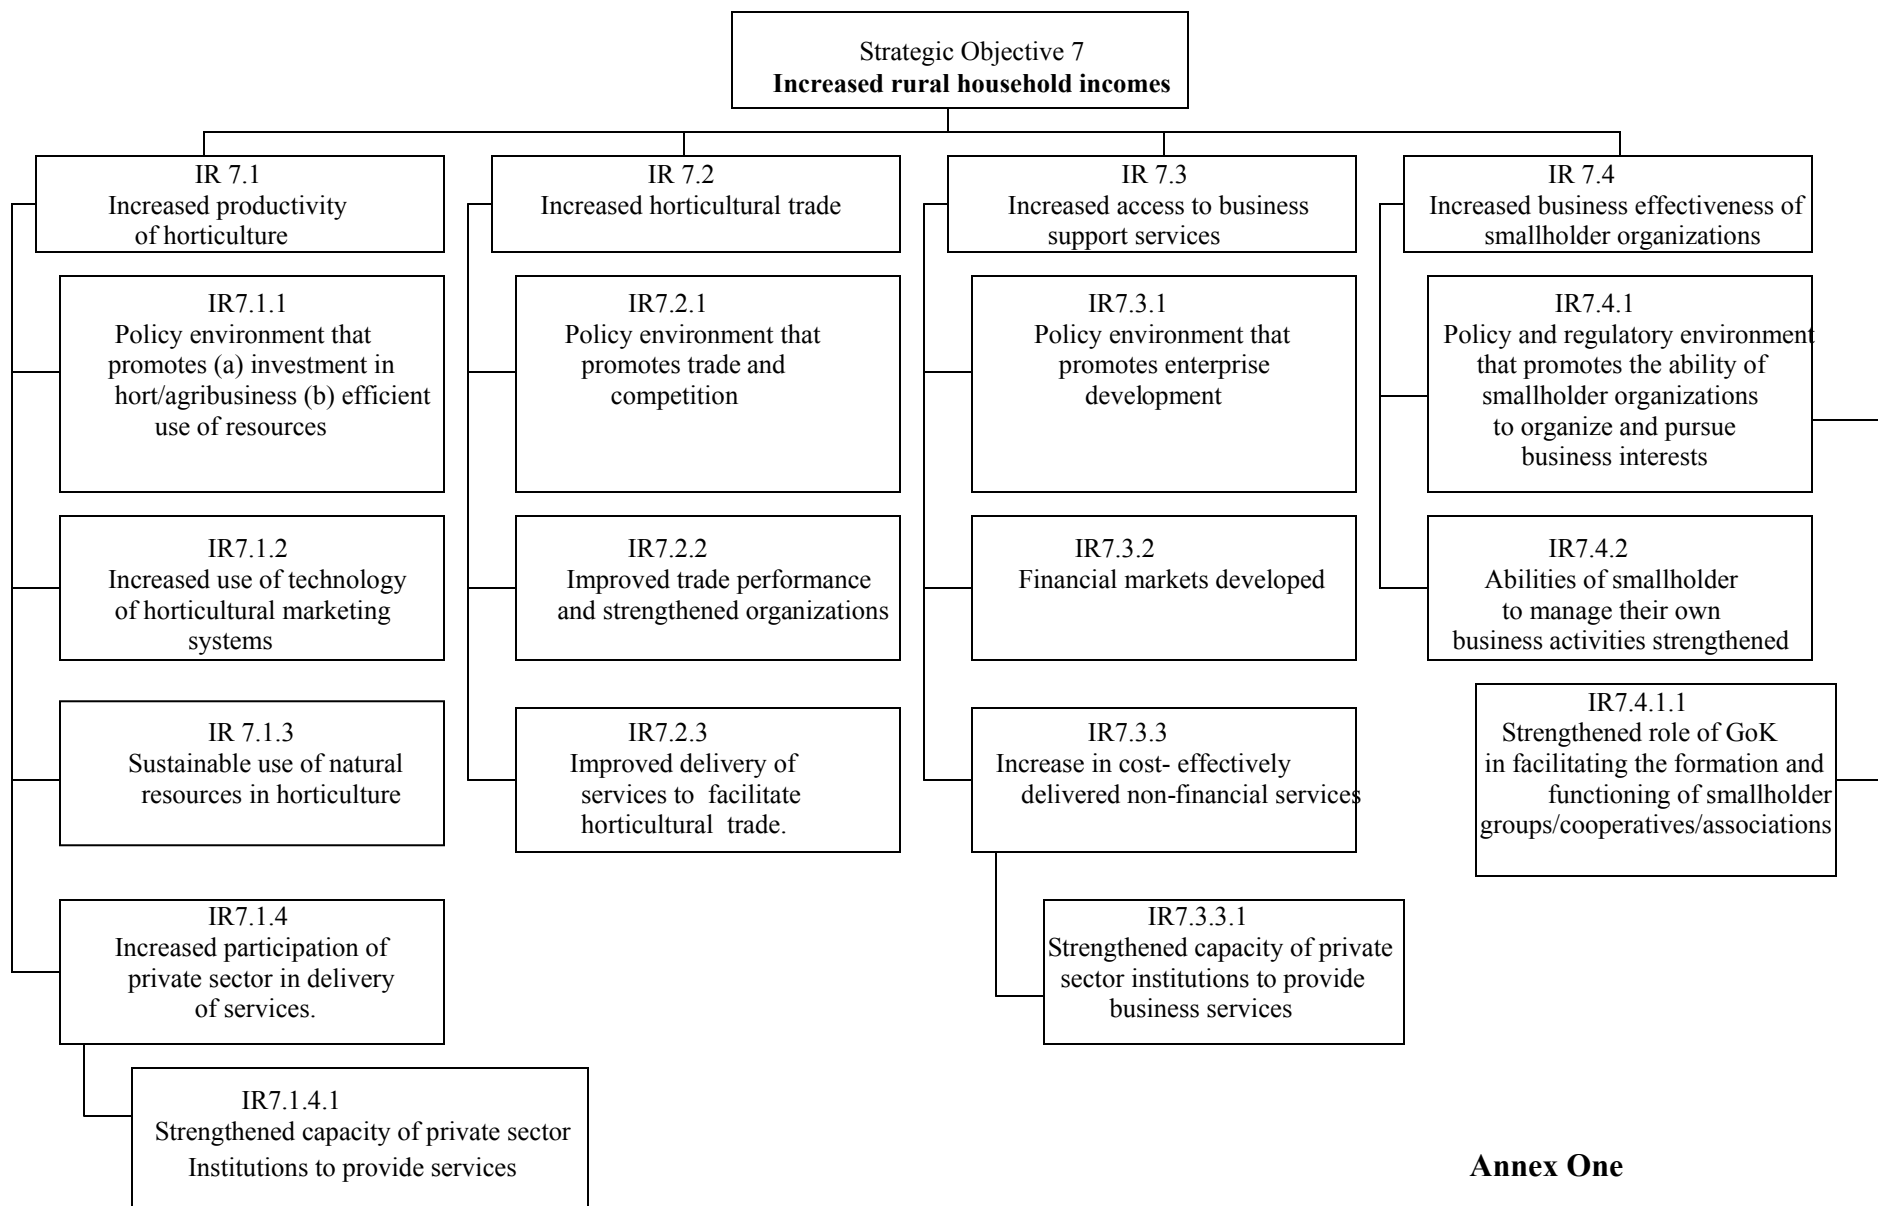 Strategic Objective 7
Increased rural household incomes
IR 7.1
Increased productivity
of horticulture
IR7.1.1
Policy environment that
promotes (a) investment in
hort/agribusiness (b) efficient
use of resources
IR7.1.2
Increased use of technology
of horticultural marketing
systems
IR 7.1.3
Sustainable use of natural
resources in horticulture
IR7.1.4
Increased participation of
private sector in delivery
of services.
IR7.1.4.1
Strengthened capacity of private sector
Institutions to provide services
IR 7.2
Increased horticultural trade
IR7.2.1
Policy environment that
promotes trade and
competition
IR7.2.2
Improved trade performance
and strengthened organizations
IR7.2.3
Improved delivery of
services to facilitate
horticultural trade.
IR 7.3
Increased access to business
support services
IR7.3.1
Policy environment that
promotes enterprise
development
IR7.3.2
Financial markets developed
IR7.3.3
Increase in cost- effectively
delivered non-financial services
IR7.3.3.1
Strengthened capacity of private
sector institutions to provide
business services
IR 7.4
Increased business effectiveness of
smallholder organizations
IR7.4.1
Policy and regulatory environment
that promotes the ability of
smallholder organizations
to organize and pursue
business interests
IR7.4.2
Abilities of smallholder
to manage their own
business activities strengthened
IR7.4.1.1
Strengthened role of GoK
in facilitating the formation and
functioning of smallholder
groups/cooperatives/associations
Annex One